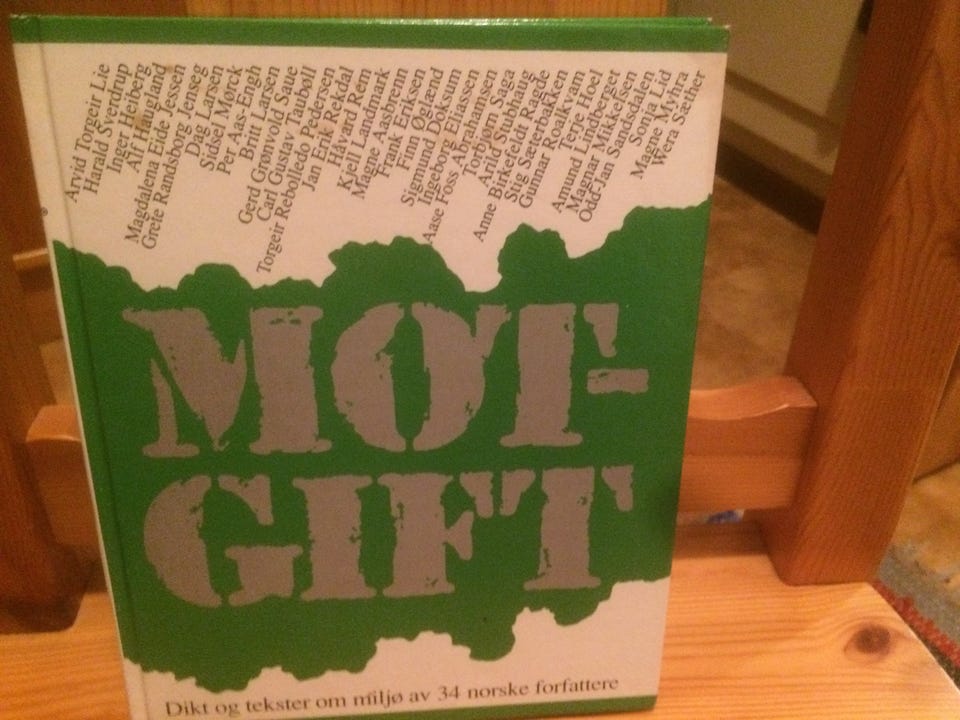 Arvid Torgeir Lie
Harald Sverdrup
Inger Heiberg
Alf Haugland
Magdalena Eide Jessen
Grete Randsborg Jenseg
Dag Larsen
Sidsel Mørck
Per Aas-Engh
Britt Larsen
Gerd Grønvold Saue
Carl Gustav Tauboll
Torgeir Rebolledo Pedersen
Jan Erik Rekdal
Håvard Rem
Kjell Landmark
Magne Aasbrenn
Frank Eriksen
Finn Øglænd
Sigmund Doksum
Ingeborg Eliassen
Aase Foss Abrahamsen
Torbjørn Saga
Arild Stubhaug
Anne Birkefeldt Ragde
Stig Sæterbakken
Gunnar Roalkvam
Terje Hoel
Amund Laudberget
Magnar Mikkelsen
Odd-Jan Sandsdalen
Sonja Lid
Magne Myhra
Wera Sæther
MOT-
GIFT
Dikt og tekster om miljø av 34 norske forfattere